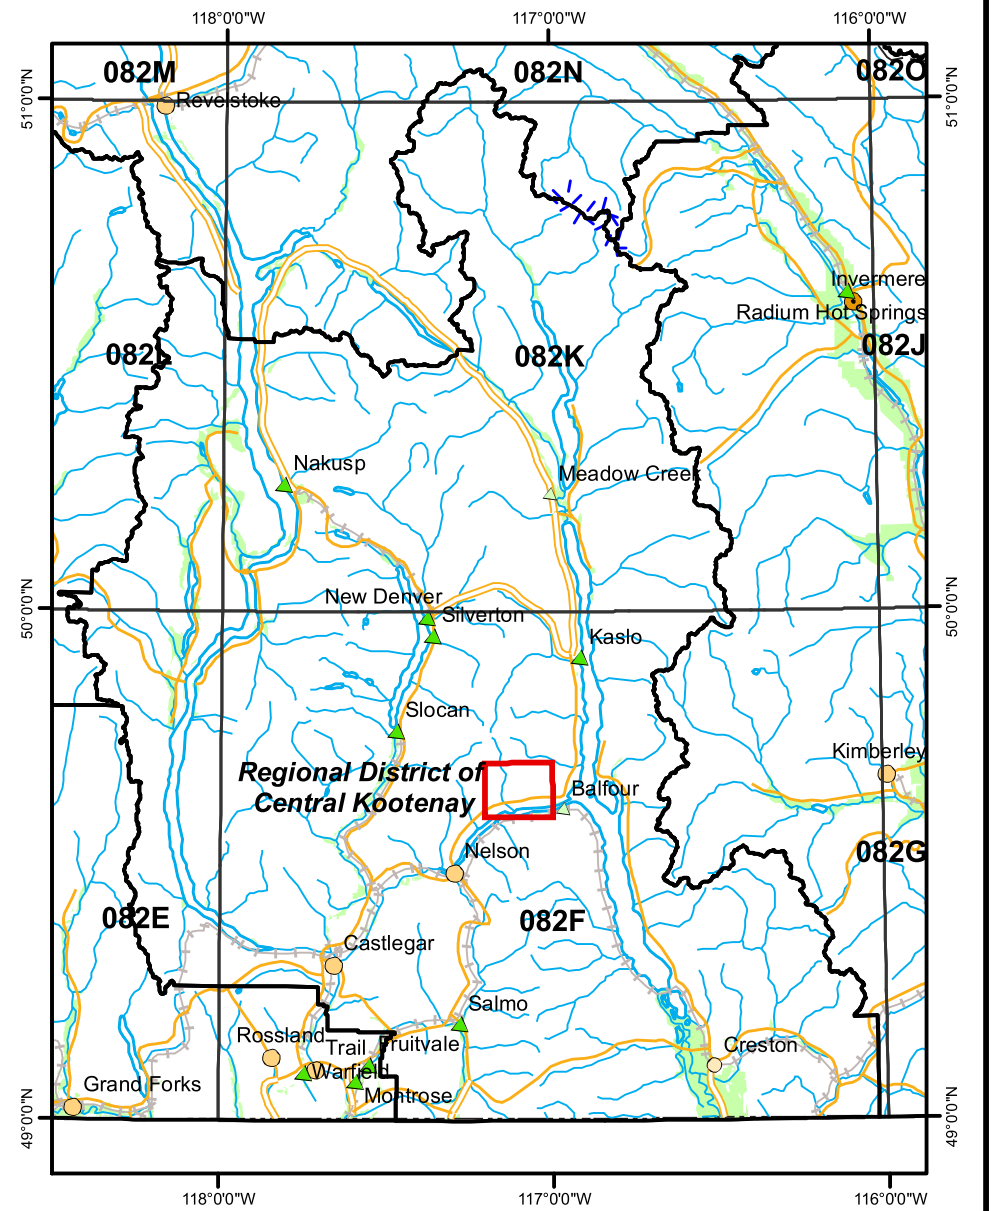 118°0'0"W 117°0'0"W 116°0'0"W
082M 082N 082O
51°0'0"N 51°0'0"N
Revelstoke
Invermere
Radium Hot Springs
082L 082K 082J
Nakusp
Meadow Creek
New Denver
50°0'0"N 50°0'0"N
Silverton
Kaslo
Slocan
Kimberley
Regional District of
Central Kootenay
Balfour
Nelson
082G
082E 082F
Castlegar
Salmo
Rossland
Trail
Fruitvale
Creston
Warfield
Grand Forks
Montrose
49°0'0"N 49°0'0"N
118°0'0"W 117°0'0"W 116°0'0"W